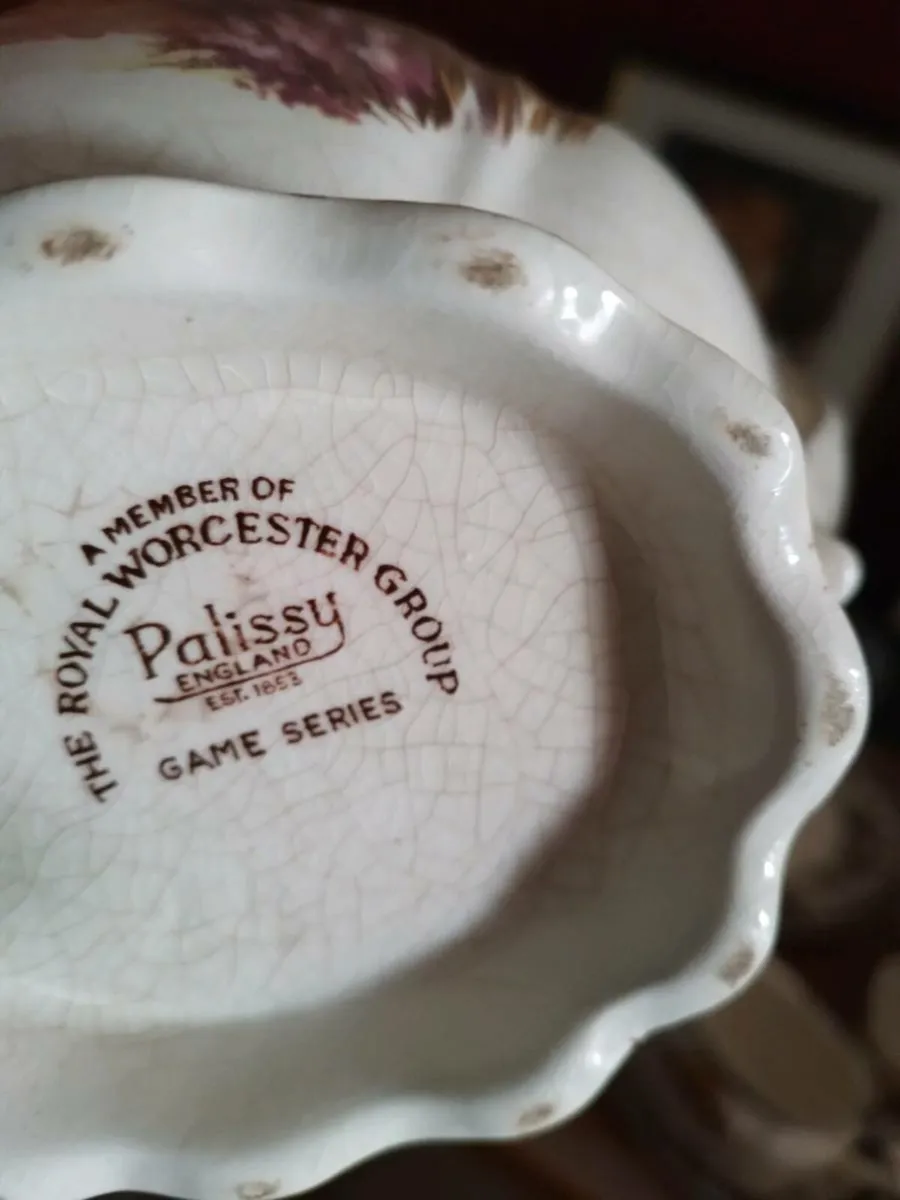 A MEMBER OF
THE ROYAL WORCESTER GROUP
Palissy
ENGLAND
EST. 1853
GAME SERIES